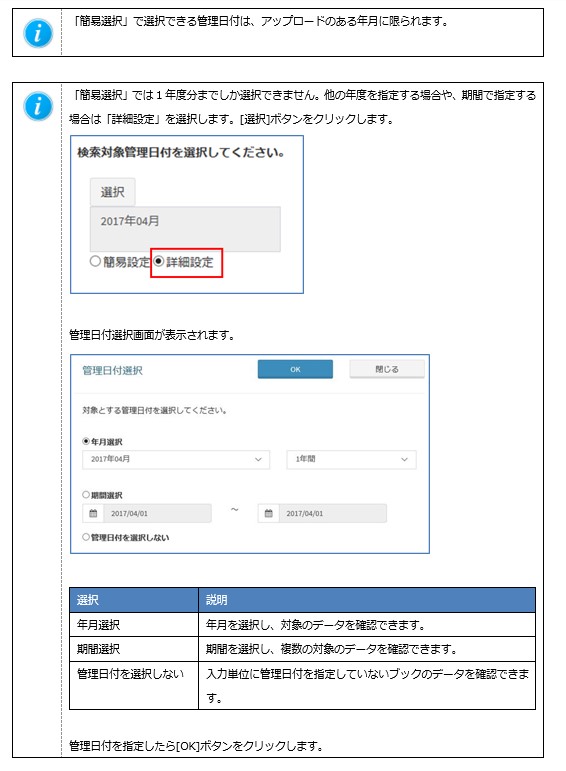 「簡易選択」で選択できる管理日付は、アップロードのある年月に限られます。
「簡易選択」では１年度分までしか選択できません。他の年度を指定する場合や、期間で指定する
場合は「詳細設定」を選択します。[選択]ボタンをクリックします。
検索対象管理日付を選択してください。
選択
2017年04月
簡易設定 詳細設定
管理日付選択画面が表示されます。
管理日付選択 OK 閉じる
対象とする管理日付を選択してください。
年月選択
2017年04月 1年間
期間選択
2017/04/01 ～ 2017/04/01
管理日付を選択しない
選択 説明
年月選択 年月を選択し、対象のデータを確認できます。
期間選択 期間を選択し、複数の対象のデータを確認できます。
管理日付を選択しない 入力単位に管理日付を指定していないブックのデータを確認できま
す。
管理日付を指定したら[OK]ボタンをクリックします。